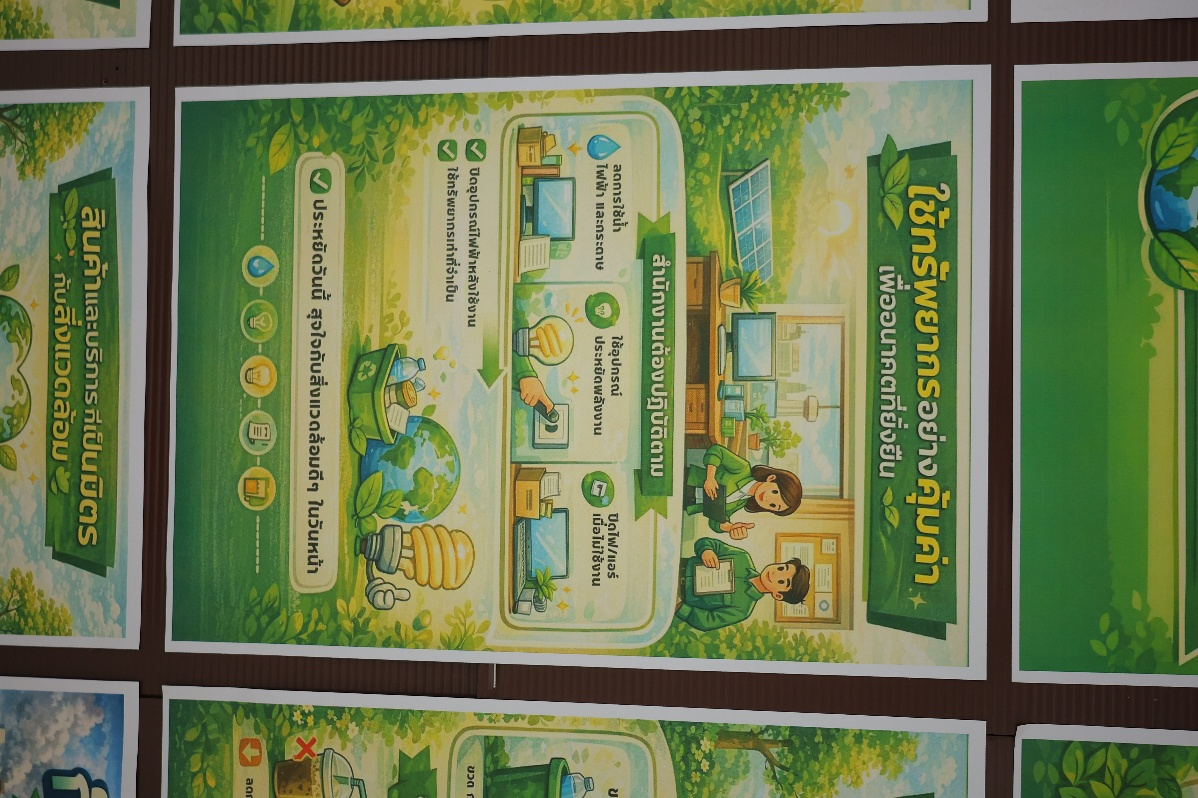 ใช้ทรัพยากรอย่างคุ้มค่า
เพื่ออนาคตที่ยั่งยืน
สำนักงานต้องปฏิบัติตาม
ลดการใช้น้ำ
ไฟฟ้า และกระดาษ
ใช้อุปกรณ์
ประหยัดพลังงาน
ปิดไฟ/แอร์
เมื่อไม่ใช้งาน
ปิดอุปกรณ์ไฟฟ้าหลังใช้งาน
ใช้ทรัพยากรเท่าที่จำเป็น
ประหยัดวันนี้ สุขใจกับสิ่งแวดล้อมดีๆ ในวันหน้า
สินค้าและบริการ ที่เป็นมิตร
กับสิ่งแวดล้อม